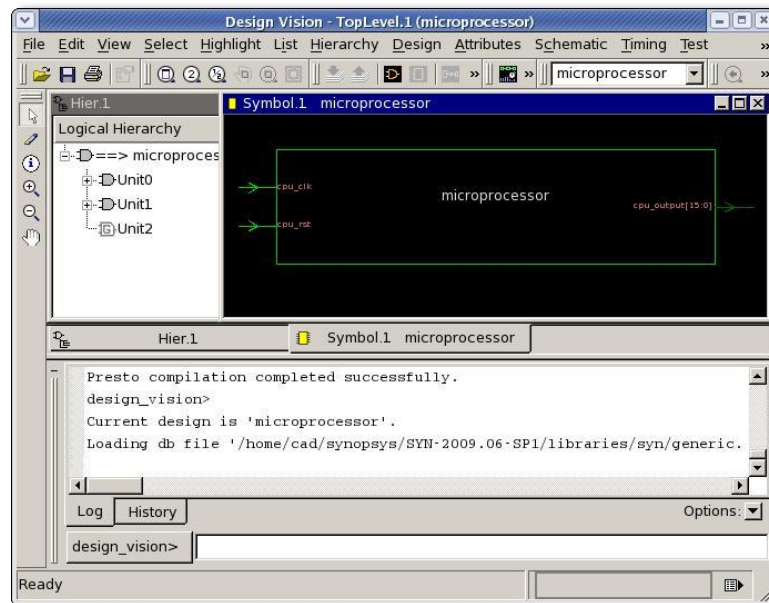 Design Vision - TopLevel.1 (microprocessor)
File Edit View Select Highlight List Hierarchy Design Attributes Schematic Timing Test »
» » microprocessor »
Hier.1
Symbol.1 microprocessor
Logical Hierarchy
==> microproces
Unit0
Unit1
Unit2
cpu_clk
cpu_rst
microprocessor
cpu_output[15:0]
Hier.1
Symbol.1 microprocessor
Presto compilation completed successfully.
design_vision>
Current design is 'microprocessor'.
Loading db file '/home/cad/synopsys/SYN-2009.06-SP1/libraries/syn/generic.
Log History Options:
design_vision>
Ready